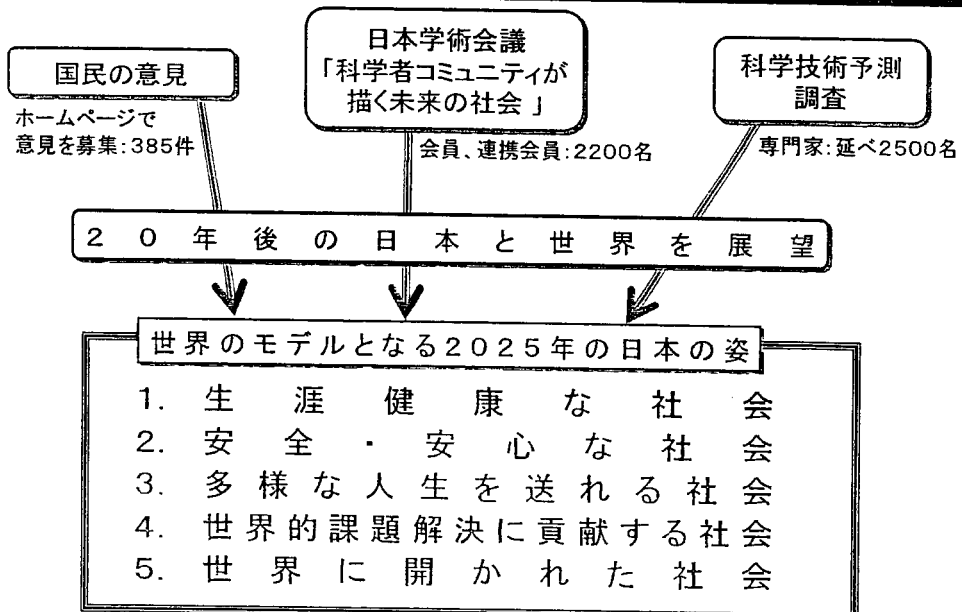 国民の意見
ホームページで
意見を募集:385件
日本学術会議
「科学者コミュニティが
描く未来の社会」
会員、連携会員:2200名
科学技術予測
調査
専門家:延べ2500名
20年後の日本と世界を展望
世界のモデルとなる2025年の日本の姿
1. 生涯健康な社会
2. 安全・安心な社会
3. 多様な人生を送れる社会
4. 世界的課題解決に貢献する社会
5. 世界に開かれた社会